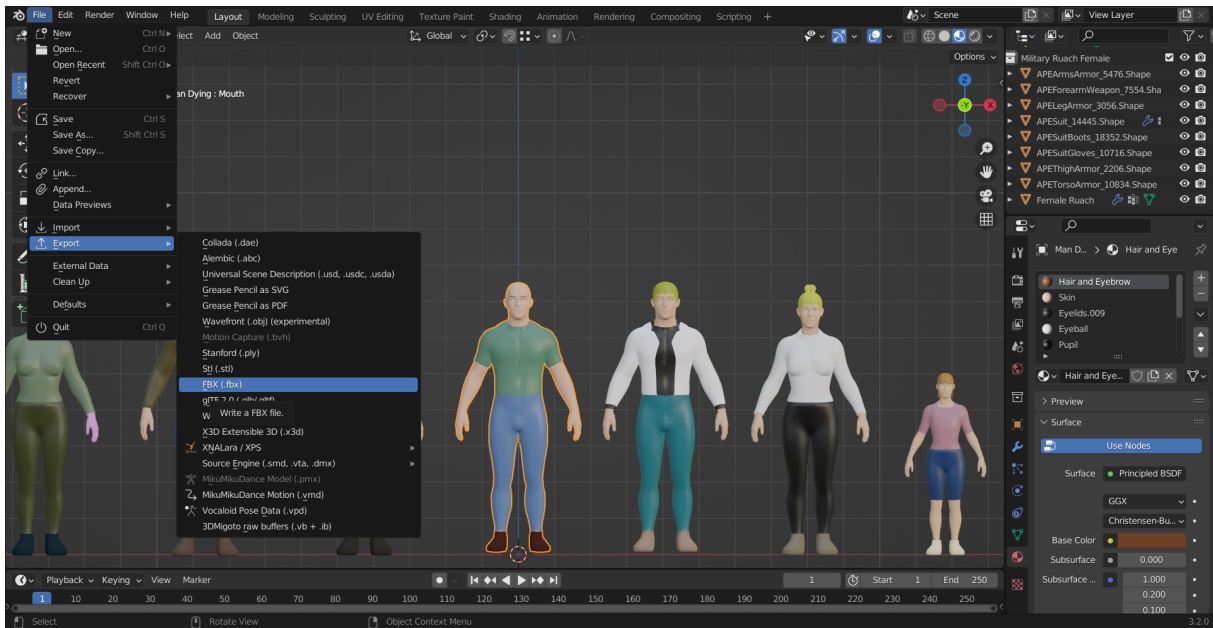 File Edit Render Window Help Layout Modeling Sculpting UV Editing Texture Paint Shading Animation Rendering Compositing Scripting + Scene View Layer
New Ctrl N
Open... Ctrl O
Open Recent Shift Ctrl O
Revert
Recover
Save Ctrl S
Save As... Shift Ctrl S
Save Copy...
Link...
Append...
Data Previews
Import
Export
External Data
Clean Up
Defaults
Quit Ctrl Q
Add Object Global
Options
an Dying : Mouth
Z
-Y X
Collada (.dae)
Alembic (.abc)
Universal Scene Description (.usd, .usdc, .usda)
Grease Pencil as SVG
Grease Pencil as PDF
Wavefront (.obj) (experimental)
Motion Capture (.bvh)
Stanford (.ply)
Stl (.stl)
FBX (.fbx)
glTF 2.0 (.glb/.gltf)
W
Write a FBX file.
X3D Extensible 3D (.x3d)
XNALara / XPS
Source Engine (.smd, .vta, .dmx)
MikuMikuDance Model (.pmx)
MikuMikuDance Motion (.vmd)
Vocaloid Pose Data (.vpd)
3DMigoto raw buffers (.vb + .ib)
Military Ruach Female
APEArmsArmor_5476.Shape
APEForearmWeapon_7554.Sha
APELegArmor_3056.Shape
APESuit_14445.Shape
APESuitBoots_18352.Shape
APESuitGloves_10716.Shape
APEThighArmor_2206.Shape
APETorsoArmor_10834.Shape
Female Ruach
Man D... > Hair and Eye
Hair and Eyebrow
Skin
Eyelids.009
Eyeball
Pupil
Hair and Eye...
Preview
Surface
Use Nodes
Surface Principled BSDF
GGX
Christensen-Bu...
Base Color
Subsurface 0.000
Subsurface ... 1.000
0.200
0.100
Playback Keying View Marker 1 Start 1 End 250
1 10 20 30 40 50 60 70 80 90 100 110 120 130 140 150 160 170 180 190 200 210 220 230 240 250
Select Rotate View Object Context Menu 3.2.0